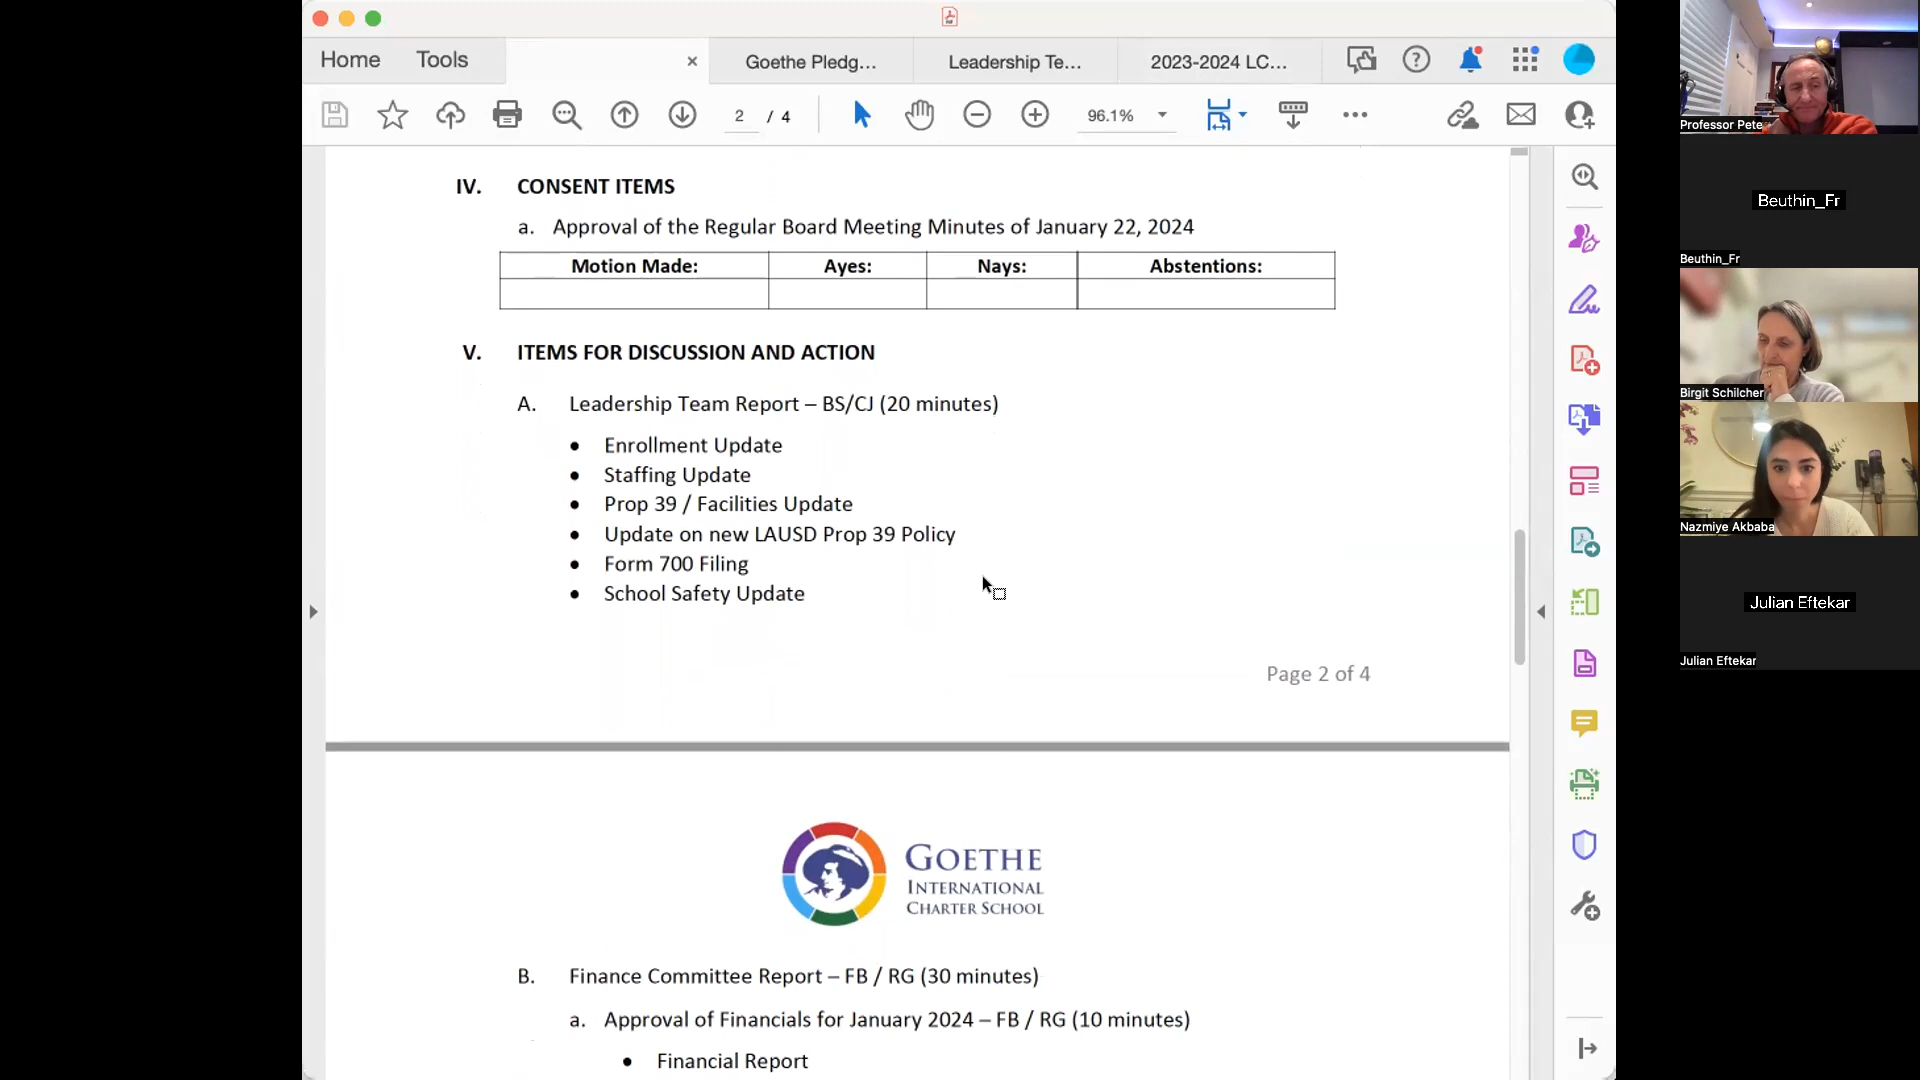 Home
Tools
×
Goethe Pledg...
Leadership Te...
2023-2024 LC...
2 / 4
96.1%
IV. CONSENT ITEMS
a. Approval of the Regular Board Meeting Minutes of January 22, 2024
Motion Made: Ayes: Nays: Abstentions:
V. ITEMS FOR DISCUSSION AND ACTION
A. Leadership Team Report – BS/CJ (20 minutes)
• Enrollment Update
• Staffing Update
• Prop 39 / Facilities Update
• Update on new LAUSD Prop 39 Policy
• Form 700 Filing
• School Safety Update
Page 2 of 4
GOETHE
INTERNATIONAL
CHARTER SCHOOL
B. Finance Committee Report – FB / RG (30 minutes)
a. Approval of Financials for January 2024 – FB / RG (10 minutes)
• Financial Report
Professor Pete
Beuthin_Fr
Beuthin_Fr
Birgit Schilcher
Nazmiye Akbaba
Julian Eftekar
Julian Eftekar